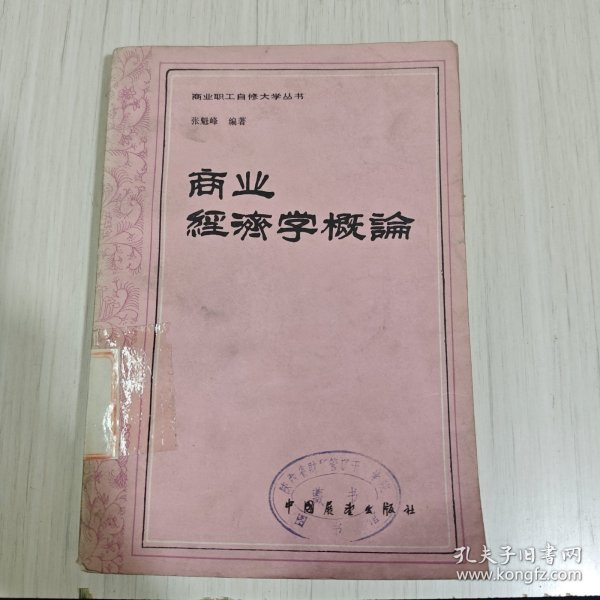 商业职工自修大学丛书
张魁峰 编著
商业
經濟学概論
藏书
中国展望出版社
孔夫子旧书网
www.kongfz.com